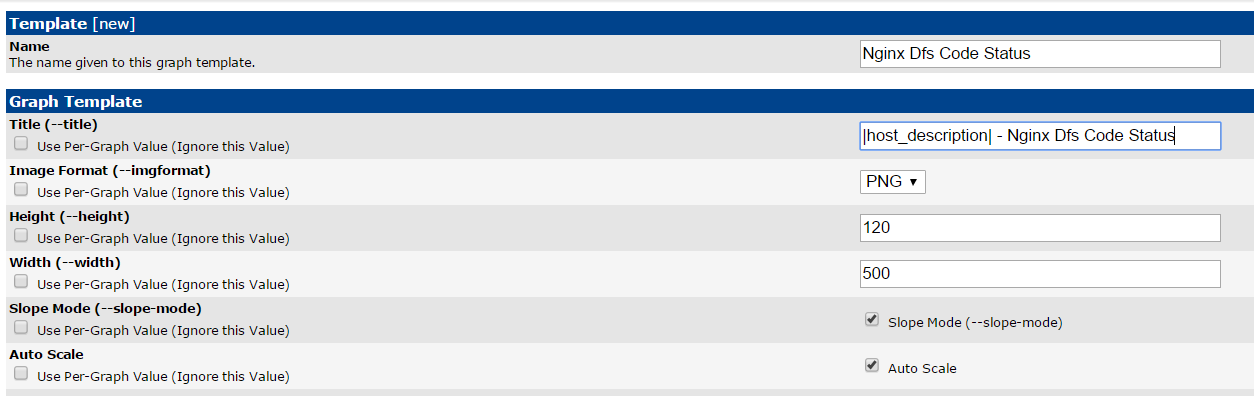 Template [new]
Name
The name given to this graph template.
Nginx Dfs Code Status
Graph Template
Title (--title)
Use Per-Graph Value (Ignore this Value)
|host_description| - Nginx Dfs Code Status
Image Format (--imgformat)
Use Per-Graph Value (Ignore this Value)
PNG
Height (--height)
Use Per-Graph Value (Ignore this Value)
120
Width (--width)
Use Per-Graph Value (Ignore this Value)
500
Slope Mode (--slope-mode)
Use Per-Graph Value (Ignore this Value)
Slope Mode (--slope-mode)
Auto Scale
Use Per-Graph Value (Ignore this Value)
Auto Scale